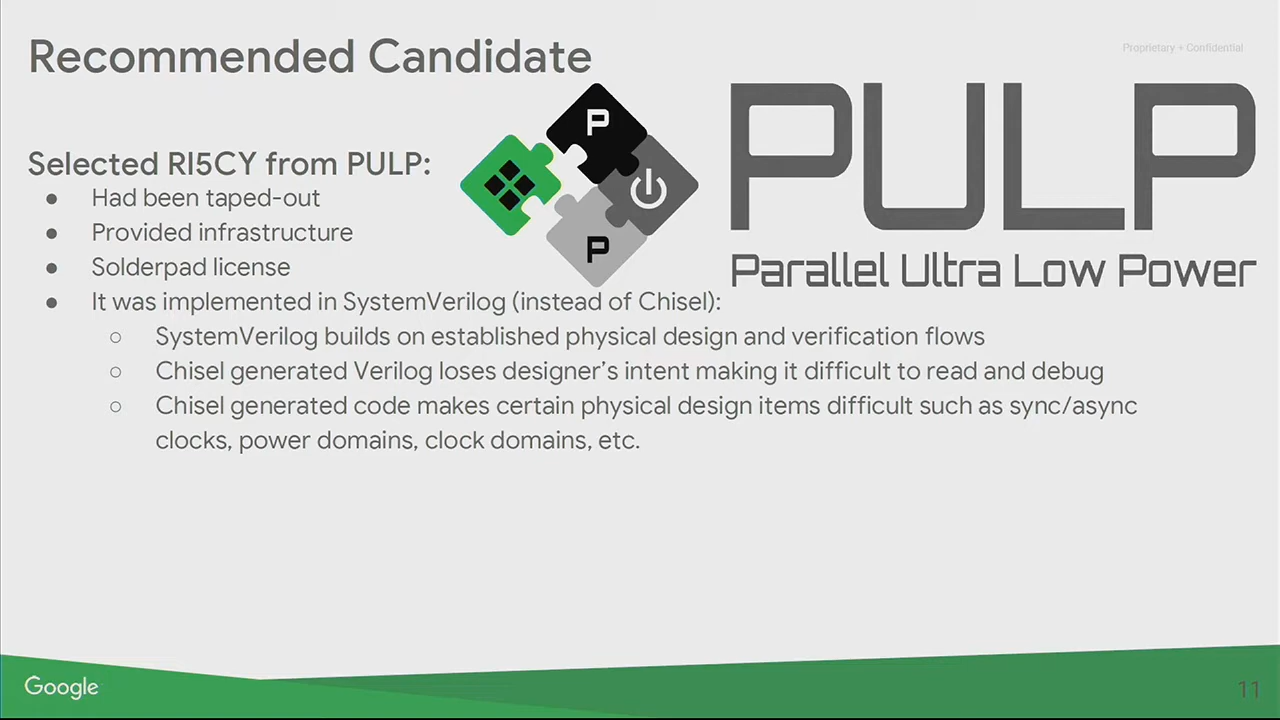 Recommended Candidate
Proprietary + Confidential
P
P
PULP
Parallel Ultra Low Power
Selected RI5CY from PULP:
● Had been taped-out
● Provided infrastructure
● Solderpad license
● It was implemented in SystemVerilog (instead of Chisel):
○ SystemVerilog builds on established physical design and verification flows
○ Chisel generated Verilog loses designer's intent making it difficult to read and debug
○ Chisel generated code makes certain physical design items difficult such as sync/async
clocks, power domains, clock domains, etc.
Google
11